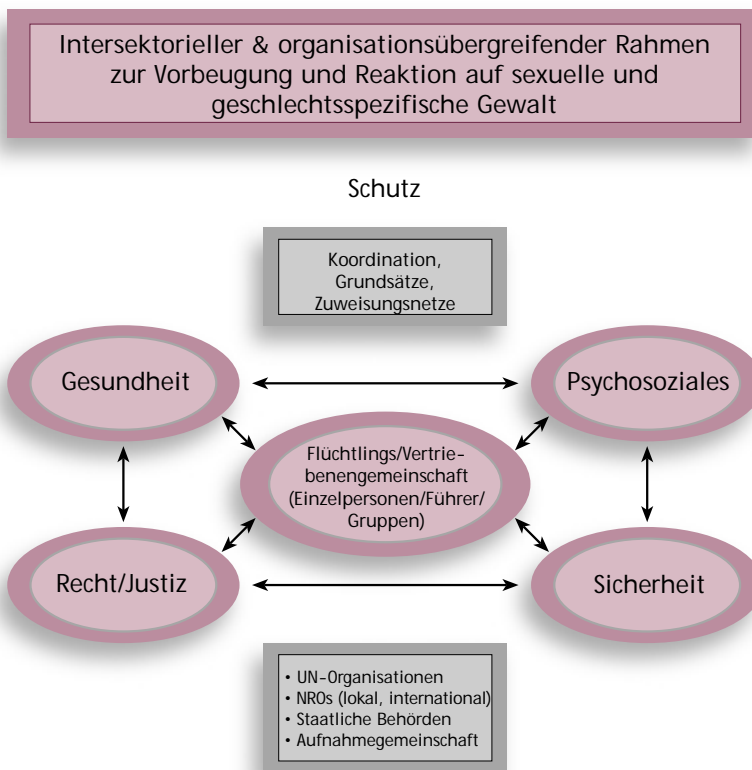 Intersektorieller & organisationsübergreifender Rahmen
zur Vorbeugung und Reaktion auf sexuelle und
geschlechtsspezifische Gewalt
Schutz
Koordination,
Grundsätze,
Zuweisungsnetze
Gesundheit
Psychosoziales
Flüchtlings/Vertrie-
benengemeinschaft
(Einzelpersonen/Führer/
Gruppen)
Recht/Justiz
Sicherheit
• UN-Organisationen
• NROs (lokal, international)
• Staatliche Behörden
• Aufnahmegemeinschaft